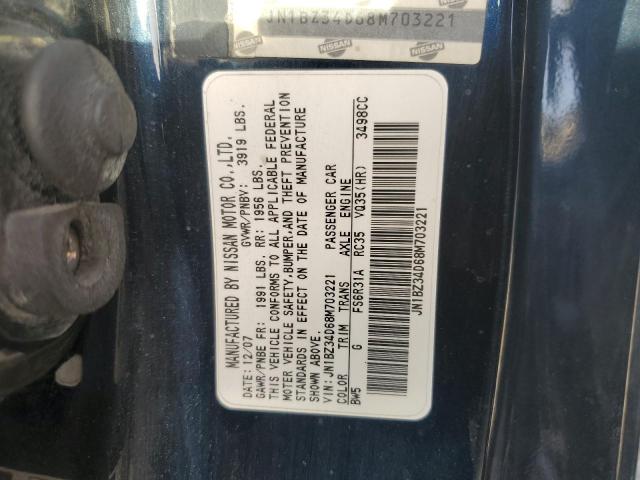 JN1BZ34D68M703221
NISSAN NISSAN NISSAN
MANUFACTURED BY NISSAN MOTOR CO.,LTD.
DATE: 12/07 GVWR/PNBV: 3919 LBS.
GAWR/PNBE FR: 1991 LBS. RR: 1956 LBS.
THIS VEHICLE CONFORMS TO ALL APPLICABLE FEDERAL
MOTOR VEHICLE SAFETY,BUMPER,AND THEFT PREVENTION
STANDARDS IN EFFECT ON THE DATE OF MANUFACTURE
SHOWN ABOVE.
VIN: JN1BZ34D68M703221 PASSENGER CAR
COLOR TRIM TRANS AXLE ENGINE
BW5 G FS6R31A RC35 VQ35(HR) 3498CC
JN1BZ34D68M703221